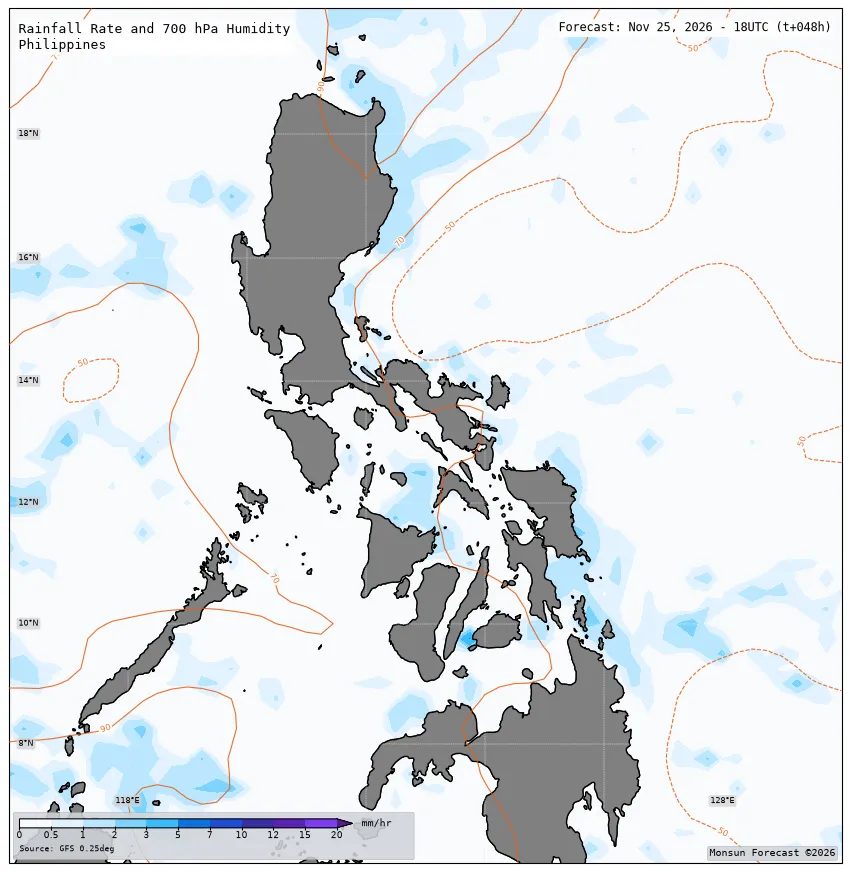 Rainfall Rate and 700 hPa Humidity
Philippines
Forecast: Nov 25, 2026 - 18UTC (t+048h)
50
90
18°N
70
50
16°N
50
14°N
50
12°N
70
10°N
90
8°N
118°E
128°E
50
0 0.5 1 2 3 5 7 10 12 15 20 mm/hr
Source: GFS 0.25deg
Monsun Forecast ©2026